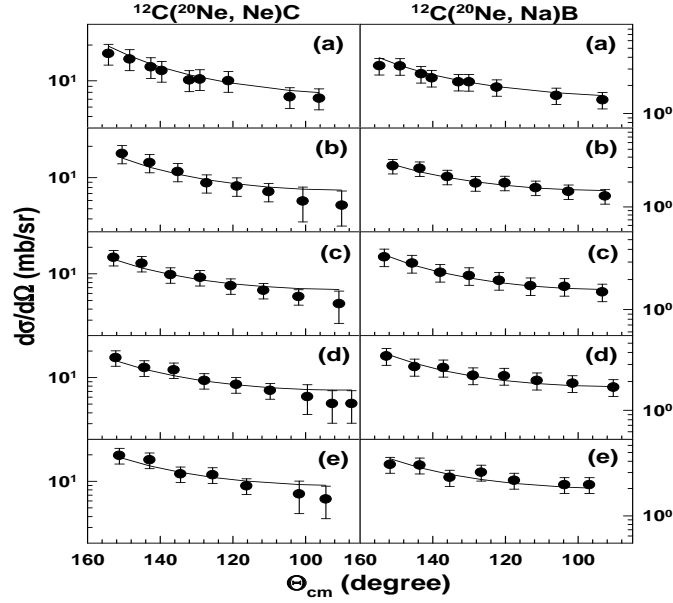 ¹²C(²⁰Ne, Ne)C
¹²C(²⁰Ne, Na)B
(a)
(a)
10¹
10⁰
(b)
(b)
10¹
10⁰
(c)
(c)
10¹
10⁰
(d)
(d)
10¹
10⁰
(e)
(e)
10¹
10⁰
dσ/dΩ (mb/sr)
160 140 120 100 160 140 120 100
Θcm (degree)